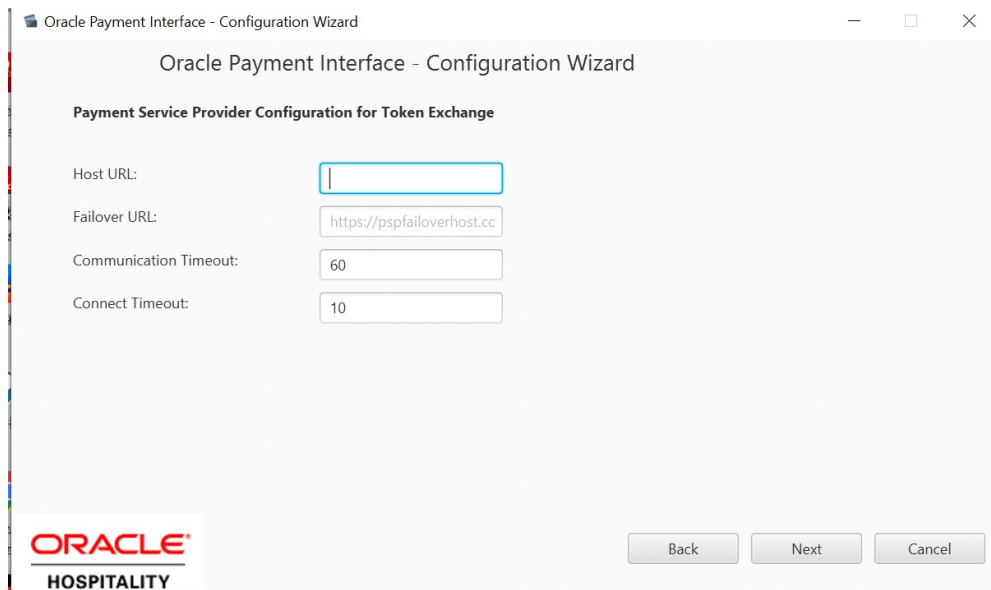 Oracle Payment Interface - Configuration Wizard
Oracle Payment Interface - Configuration Wizard
Payment Service Provider Configuration for Token Exchange
Host URL:
Failover URL: https://pspfailoverhost.cc
Communication Timeout: 60
Connect Timeout: 10
ORACLE
HOSPITALITY
Back Next Cancel